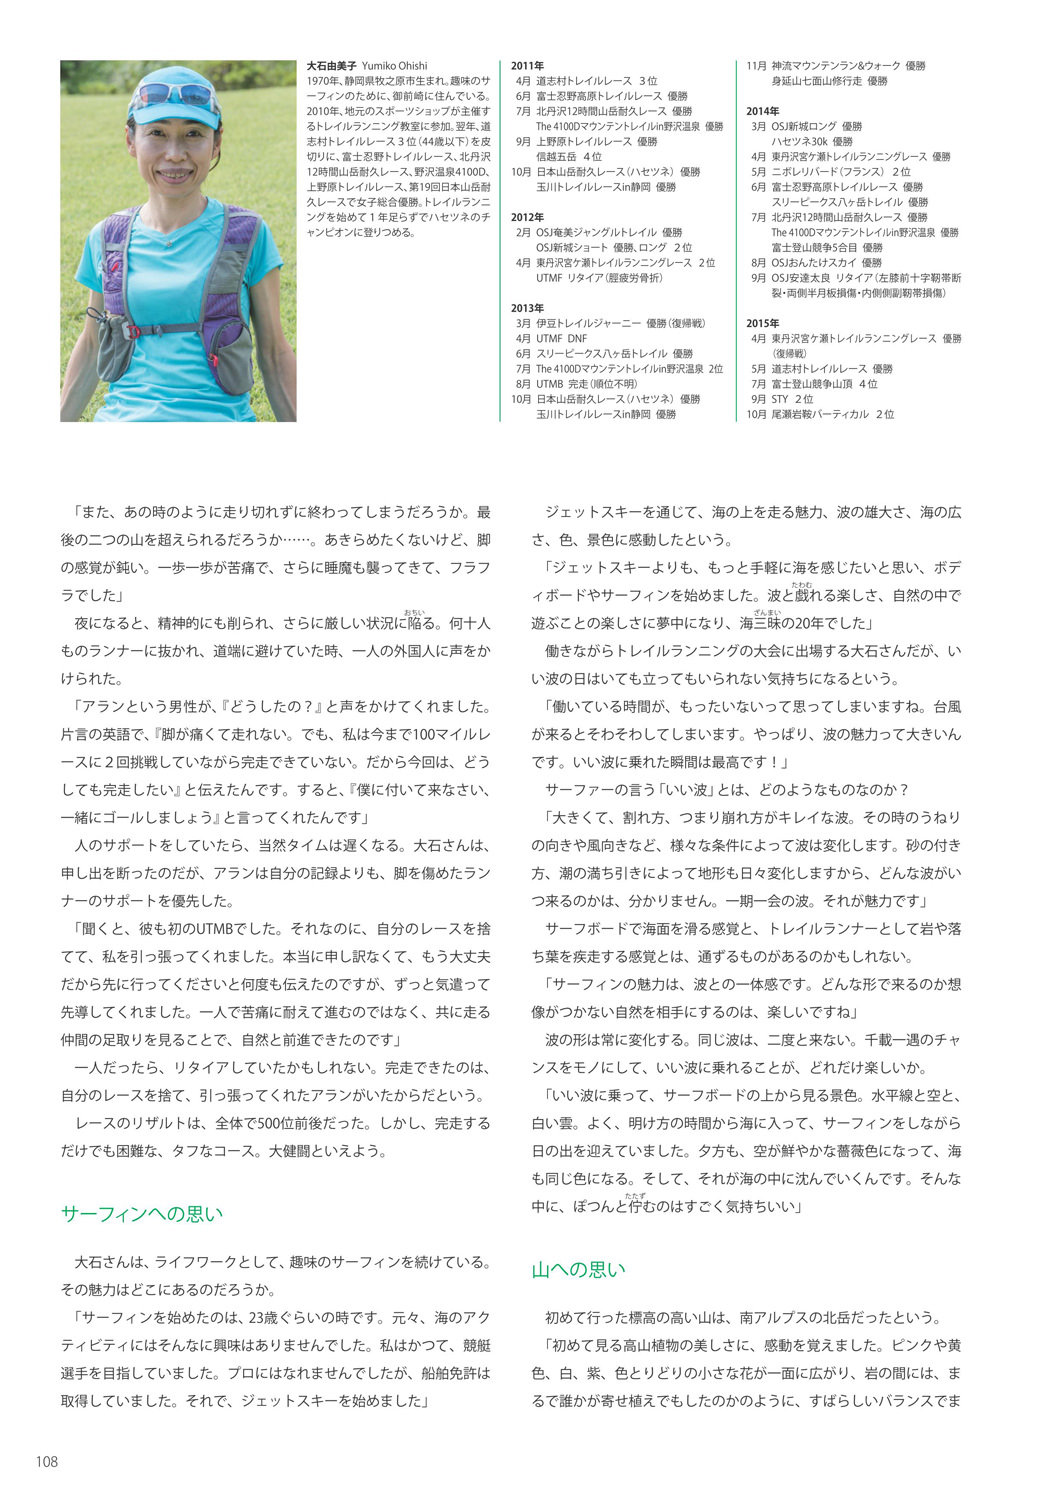 大石由美子 Yumiko Ohishi
1970年、静岡県牧之原市生まれ。趣味のサ
ーフィンのために、御前崎に住んでいる。
2010年、地元のスポーツショップが主催す
るトレイルランニング教室に参加。翌年、道
志村トレイルレース3位（44歳以下）を皮
切りに、富士忍野トレイルレース、北丹沢
12時間山岳耐久レース、野沢温泉4100D、
上野原トレイルレース、第19回日本山岳耐
久レースで女子総合優勝。トレイルランニ
ングを始めて1年足らずでハセツネのチ
ャンピオンに登りつめる。
2011年
4月 道志村トレイルレース 3位
6月 富士忍野高原トレイルレース 優勝
7月 北丹沢12時間山岳耐久レース 優勝
The 4100Dマウンテントレイルin野沢温泉 優勝
9月 上野原トレイルレース 優勝
信越五岳 4位
10月 日本山岳耐久レース（ハセツネ）優勝
玉川トレイルレースin静岡 優勝
2012年
2月 OSJ奄美ジャングルトレイル 優勝
OSJ新城ショート 優勝、ロング 2位
4月 東丹沢宮ケ瀬トレイルランニングレース 2位
UTMF リタイア（脛疲労骨折）
2013年
3月 伊豆トレイルジャーニー 優勝（復帰戦）
4月 UTMF DNF
6月 スリーピークス八ヶ岳トレイル 優勝
7月 The 4100Dマウンテントレイルin野沢温泉 2位
8月 UTMB 完走（順位不明）
10月 日本山岳耐久レース（ハセツネ）優勝
玉川トレイルレースin静岡 優勝
11月 神流マウンテンラン&ウォーク 優勝
身延山七面山修行走 優勝
2014年
3月 OSJ新城ロング 優勝
ハセツネ30k 優勝
4月 東丹沢宮ケ瀬トレイルランニングレース 優勝
5月 ニボレリバード（フランス）2位
6月 富士忍野高原トレイルレース 優勝
スリーピークス八ヶ岳トレイル 優勝
7月 北丹沢12時間山岳耐久レース 優勝
The 4100Dマウンテントレイルin野沢温泉 優勝
富士登山競争5合目 優勝
8月 OSJおんたけスカイ 優勝
9月 OSJ安達太良 リタイア（左膝前十字靭帯断
裂・両側半月板損傷・内側側副靭帯損傷）
2015年
4月 東丹沢宮ケ瀬トレイルランニングレース 優勝
（復帰戦）
5月 道志村トレイルレース 優勝
7月 富士登山競争山頂 4位
9月 STY 2位
10月 尾瀬岩鞍バーティカル 2位
「また、あの時のように走り切れずに終わってしまうだろうか。最
後の二つの山を超えられるだろうか……。あきらめたくないけど、脚
の感覚が鈍い。一歩一歩が苦痛で、さらに睡魔も襲ってきて、フラフ
ラでした」
夜になると、精神的にも削られ、さらに厳しい状況に陥る。何十人
ものランナーに抜かれ、道端に避けていた時、一人の外国人に声をか
けられた。
「アランという男性が、『どうしたの？』と声をかけてくれました。
片言の英語で、『脚が痛くて走れない。でも、私は今まで100マイルレ
ースに2回挑戦していながら完走できていない。だから今回は、どう
しても完走したい』と伝えたんです。すると、『僕に付いて来なさい、
一緒にゴールしましょう』と言ってくれたんです」
人のサポートをしていたら、当然タイムは遅くなる。大石さんは、
申し出を断ったのだが、アランは自分の記録よりも、脚を傷めたラン
ナーのサポートを優先した。
「聞くと、彼も初のUTMBでした。それなのに、自分のレースを捨
てて、私を引っ張ってくれました。本当に申し訳なくて、もう大丈夫
だから先に行ってくださいと何度も伝えたのですが、ずっと気遣って
先導してくれました。一人で苦痛に耐えて進むのではなく、共に走る
仲間の足取りを見ることで、自然と前進できたのです」
一人だったら、リタイアしていたかもしれない。完走できたのは、
自分のレースを捨て、引っ張ってくれたアランがいたからだという。
レースのリザルトは、全体で500位前後だった。しかし、完走する
だけでも困難な、タフなコース。大健闘といえよう。
サーフィンへの思い
大石さんは、ライフワークとして、趣味のサーフィンを続けている。
その魅力はどこにあるのだろうか。
「サーフィンを始めたのは、23歳ぐらいの時です。元々、海のアク
ティビティにはそんなに興味はありませんでした。私はかつて、競艇
選手を目指していました。プロにはなれませんでしたが、船舶免許は
取得していました。それで、ジェットスキーを始めました」
ジェットスキーを通じて、海の上を走る魅力、波の雄大さ、海の広
さ、色、景色に感動したという。
「ジェットスキーよりも、もっと手軽に海を感じたいと思い、ボデ
ィボードやサーフィンを始めました。波と戯れる楽しさ、自然の中で
遊ぶことの楽しさに夢中になり、海三昧の20年でした」
働きながらトレイルランニングの大会に出場する大石さんだが、い
い波の日はいても立ってもいられない気持ちになるという。
「働いている時間が、もったいないって思ってしまいますね。台風
が来るとそわそわしてしまいます。やっぱり、波の魅力って大きいん
です。いい波に乗れた瞬間は最高です！」
サーファーの言う「いい波」とは、どのようなものなのか？
「大きくて、割れ方、つまり崩れ方がキレイな波。その時のうねり
の向きや風向きなど、様々な条件によって波は変化します。砂の付き
方、潮の満ち引きによって地形も日々変化しますから、どんな波がい
つ来るのかは、分かりません。一期一会の波。それが魅力です」
サーフボードで海面を滑る感覚と、トレイルランナーとして岩や落
ち葉を疾走する感覚とは、通ずるものがあるのかもしれない。
「サーフィンの魅力は、波との一体感です。どんな形で来るのか想
像がつかない自然を相手にするのは、楽しいですね」
波の形は常に変化する。同じ波は、二度と来ない。千載一遇のチャ
ンスをモノにして、いい波に乗れることが、どれだけ楽しいか。
「いい波に乗って、サーフボードの上から見る景色。水平線と空と、
白い雲。よく、明け方の時間から海に入って、サーフィンをしながら
日の出を迎えていました。夕方も、空が鮮やかな薔薇色になって、海
も同じ色になる。そして、それが海の中に沈んでいくんです。そんな
中に、ぽつんと佇むのはすごく気持ちいい」
山への思い
初めて行った標高の高い山は、南アルプスの北岳だったという。
「初めて見る高山植物の美しさに、感動を覚えました。ピンクや黄
色、白、紫、色とりどりの小さな花が一面に広がり、岩の間には、ま
るで誰かが寄せ植えでもしたのかのように、すばらしいバランスでま
108